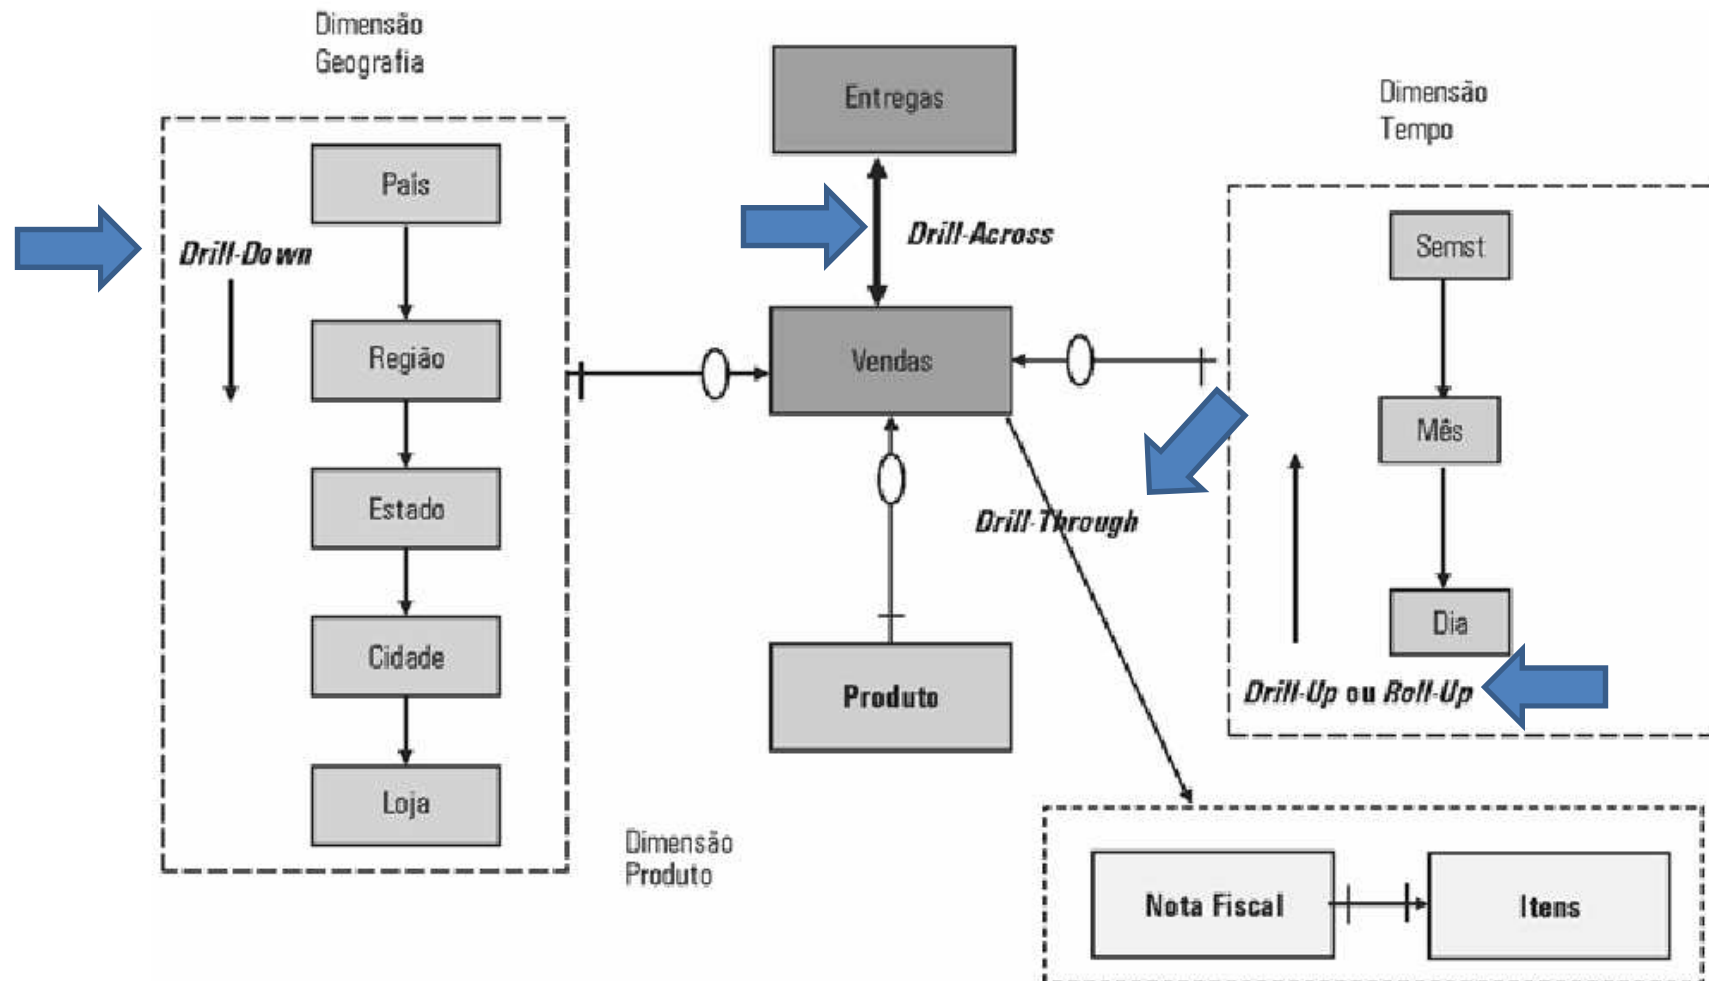 Dimensão
Geografia
País
Drill-Down
Região
Estado
Cidade
Loja
Entregas
Drill-Across
Vendas
Drill-Through
Produto
Dimensão
Produto
Dimensão
Tempo
Semst
Mês
Dia
Drill-Up ou Roll-Up
Nota Fiscal
Itens